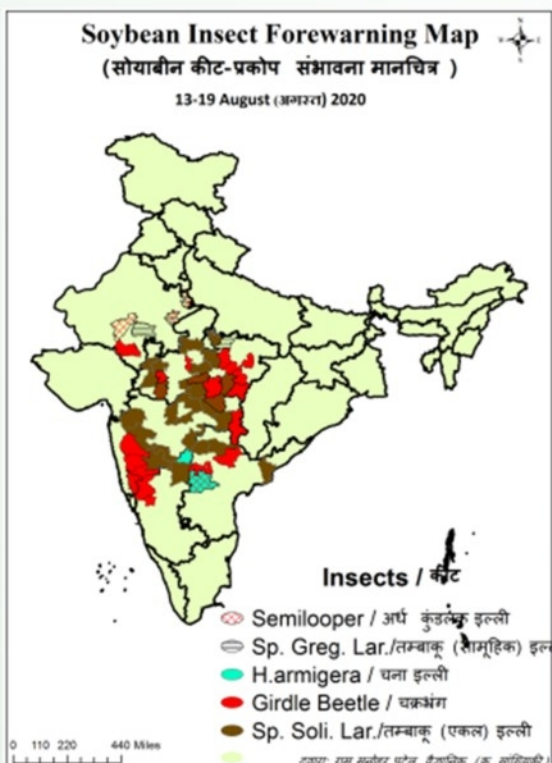 Soybean Insect Forewarning Map
(सोयाबीन कीट-प्रकोप संभावना मानचित्र )
13-19 August (अगस्त) 2020
Insects / कीट
Semilooper / अर्ध कुंडलक इल्ली
Sp. Greg. Lar./तम्बाकू (सामूहिक) इल्
H.armigera / चना इल्ली
Girdle Beetle / चक्रभृंग
Sp. Soli. Lar./तम्बाकू (एकल) इल्ली
0 110 220 440 Miles